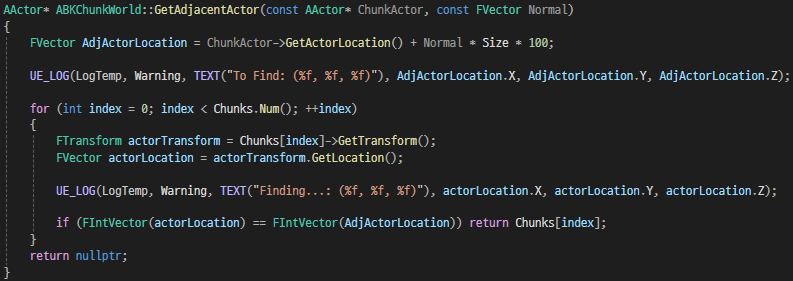 AActor* ABKChunkWorld::GetAdjacentActor(const AActor* ChunkActor, const FVector Normal)
{
FVector AdjActorLocation = ChunkActor->GetActorLocation() + Normal * Size * 100;
UE_LOG(LogTemp, Warning, TEXT("To Find: (%f, %f, %f)"), AdjActorLocation.X, AdjActorLocation.Y, AdjActorLocation.Z);
for (int index = 0; index < Chunks.Num(); ++index)
{
FTransform actorTransform = Chunks[index]->GetTransform();
FVector actorLocation = actorTransform.GetLocation();
UE_LOG(LogTemp, Warning, TEXT("Finding...: (%f, %f, %f)"), actorLocation.X, actorLocation.Y, actorLocation.Z);
if (FIntVector(actorLocation) == FIntVector(AdjActorLocation)) return Chunks[index];
}
return nullptr;
}